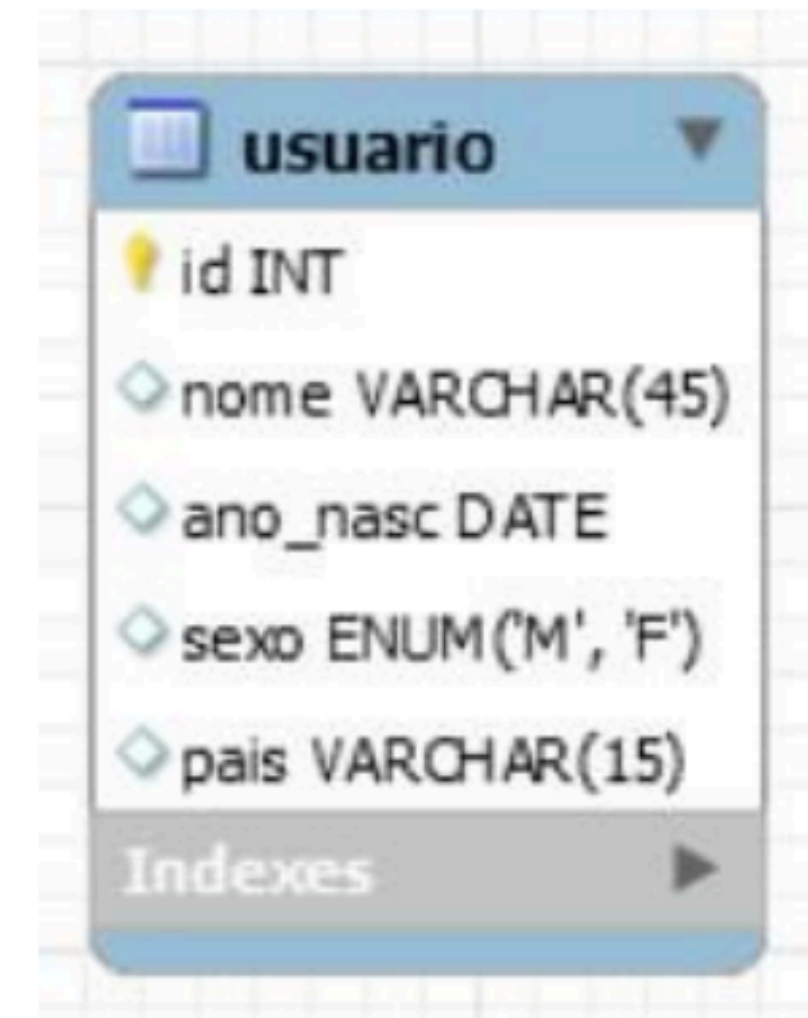 usuario
id INT
nome VARCHAR(45)
ano_nasc DATE
sexo ENUM('M', 'F')
pais VARCHAR(15)
Indexes